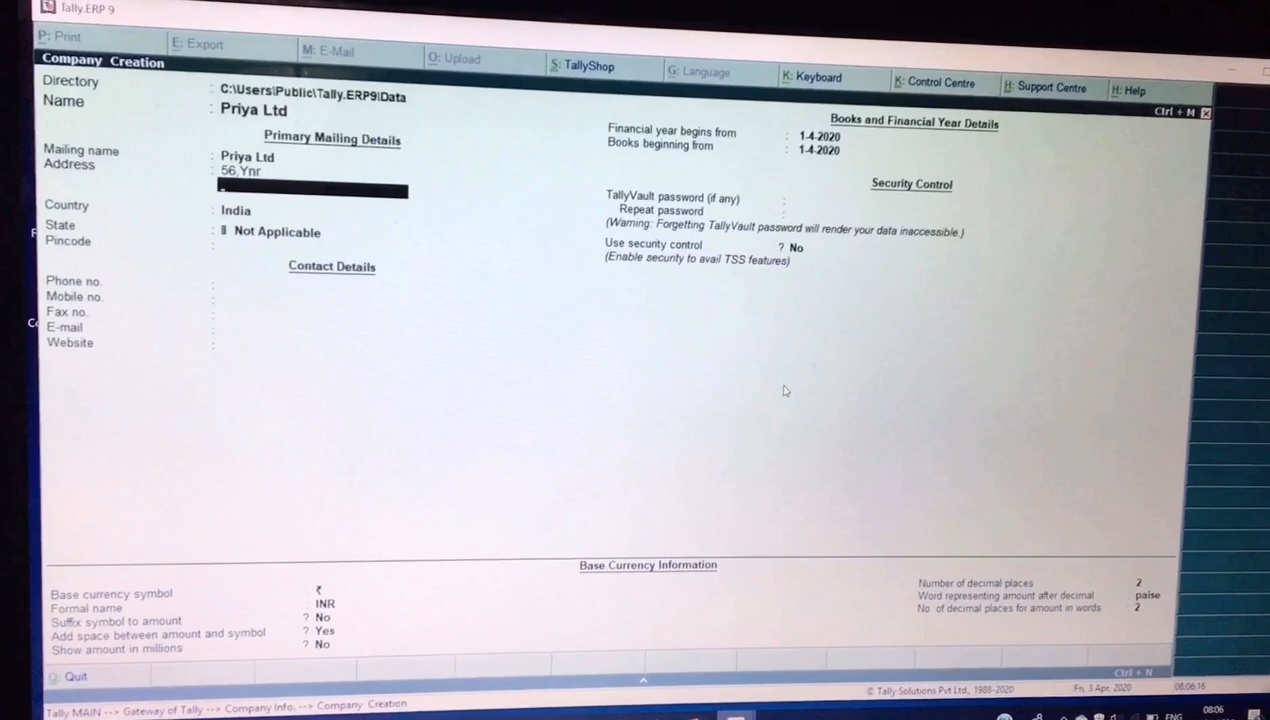 Tally.ERP 9
P: Print E: Export M: E-Mail O: Upload S: TallyShop G: Language K: Keyboard K: Control Centre H: Support Centre H: Help
Company Creation Ctrl + M
Directory : C:\Users\Public\Tally.ERP9\Data
Name : Priya Ltd
Primary Mailing Details
Mailing name : Priya Ltd
Address : 56,Ynr
Country : India
State : Not Applicable
Pincode :
Contact Details
Phone no. :
Mobile no. :
Fax no. :
E-mail :
Website :
Books and Financial Year Details
Financial year begins from : 1-4-2020
Books beginning from : 1-4-2020
Security Control
TallyVault password (if any) :
Repeat password :
(Warning: Forgetting TallyVault password will render your data inaccessible.)
Use security control ? No
(Enable security to avail TSS features)
Base Currency Information
Base currency symbol : ₹
Formal name : INR
Suffix symbol to amount ? No
Add space between amount and symbol ? Yes
Show amount in millions ? No
Number of decimal places : 2
Word representing amount after decimal : paise
No. of decimal places for amount in words : 2
Q: Quit
Ctrl + N
Tally MAIN --> Gateway of Tally --> Company Info. --> Company Creation
© Tally Solutions Pvt Ltd., 1988-2020 Fri, 3 Apr, 2020 08:06:16
08:06
ENG